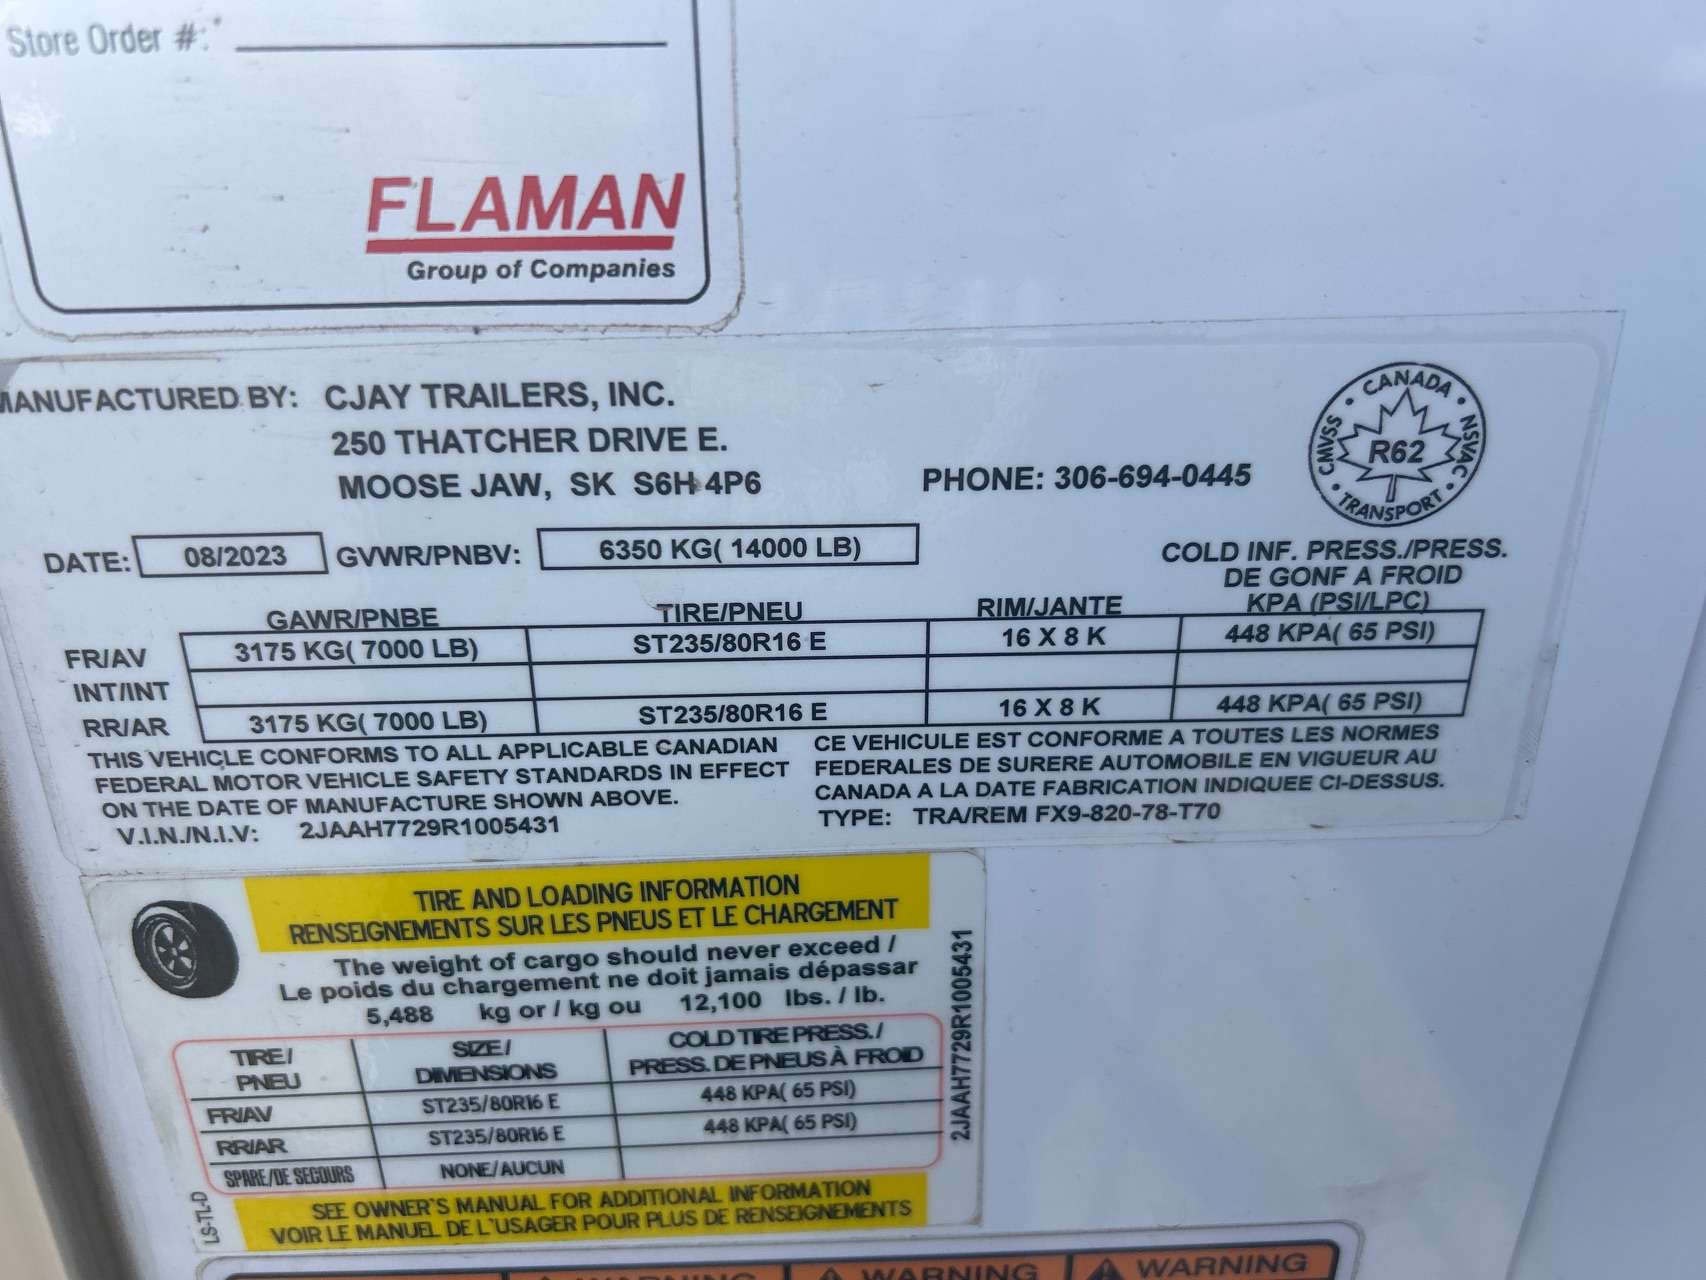 Store Order #:
FLAMAN
Group of Companies
MANUFACTURED BY: CJAY TRAILERS, INC.
250 THATCHER DRIVE E.
MOOSE JAW, SK S6H 4P6
PHONE: 306-694-0445
CANADA
CMVSS
R62
NSVAC
TRANSPORT
DATE: 08/2023 GVWR/PNBV: 6350 KG( 14000 LB)
COLD INF. PRESS./PRESS.
DE GONF A FROID
GAWR/PNBE TIRE/PNEU RIM/JANTE KPA (PSI/LPC)
FR/AV 3175 KG( 7000 LB) ST235/80R16 E 16 X 8 K 448 KPA( 65 PSI)
INT/INT
RR/AR 3175 KG( 7000 LB) ST235/80R16 E 16 X 8 K 448 KPA( 65 PSI)
THIS VEHICLE CONFORMS TO ALL APPLICABLE CANADIAN
FEDERAL MOTOR VEHICLE SAFETY STANDARDS IN EFFECT
ON THE DATE OF MANUFACTURE SHOWN ABOVE.
V.I.N./N.I.V: 2JAAH7729R1005431
CE VEHICULE EST CONFORME A TOUTES LES NORMES
FEDERALES DE SURERE AUTOMOBILE EN VIGUEUR AU
CANADA A LA DATE FABRICATION INDIQUEE CI-DESSUS.
TYPE: TRA/REM FX9-820-78-T70
TIRE AND LOADING INFORMATION
RENSEIGNEMENTS SUR LES PNEUS ET LE CHARGEMENT
The weight of cargo should never exceed /
Le poids du chargement ne doit jamais dépassar
5,488 kg or / kg ou 12,100 lbs. / lb.
TIRE/ SIZE/ COLD TIRE PRESS./
PNEU DIMENSIONS PRESS. DE PNEUS À FROID
FR/AV ST235/80R16 E 448 KPA( 65 PSI)
RR/AR ST235/80R16 E 448 KPA( 65 PSI)
SPARE/DE SECOURS NONE/AUCUN
2JAAH7729R1005431
LS-TL-D
SEE OWNER'S MANUAL FOR ADDITIONAL INFORMATION
VOIR LE MANUEL DE L'USAGER POUR PLUS DE RENSEIGNEMENTS
WARNING WARNING WARNING